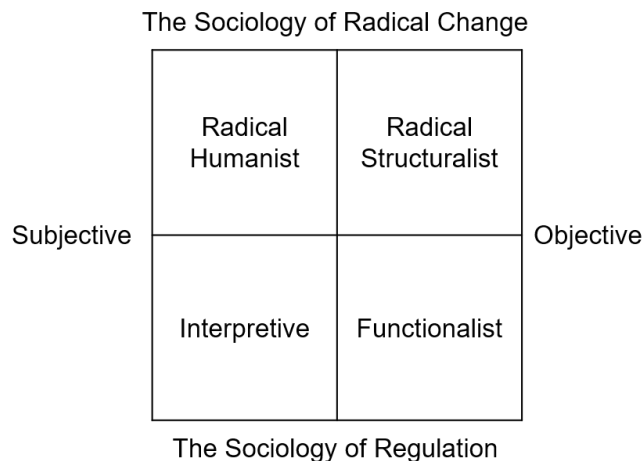 The Sociology of Radical Change
Radical
Humanist
Radical
Structuralist
Subjective
Objective
Interpretive
Functionalist
The Sociology of Regulation